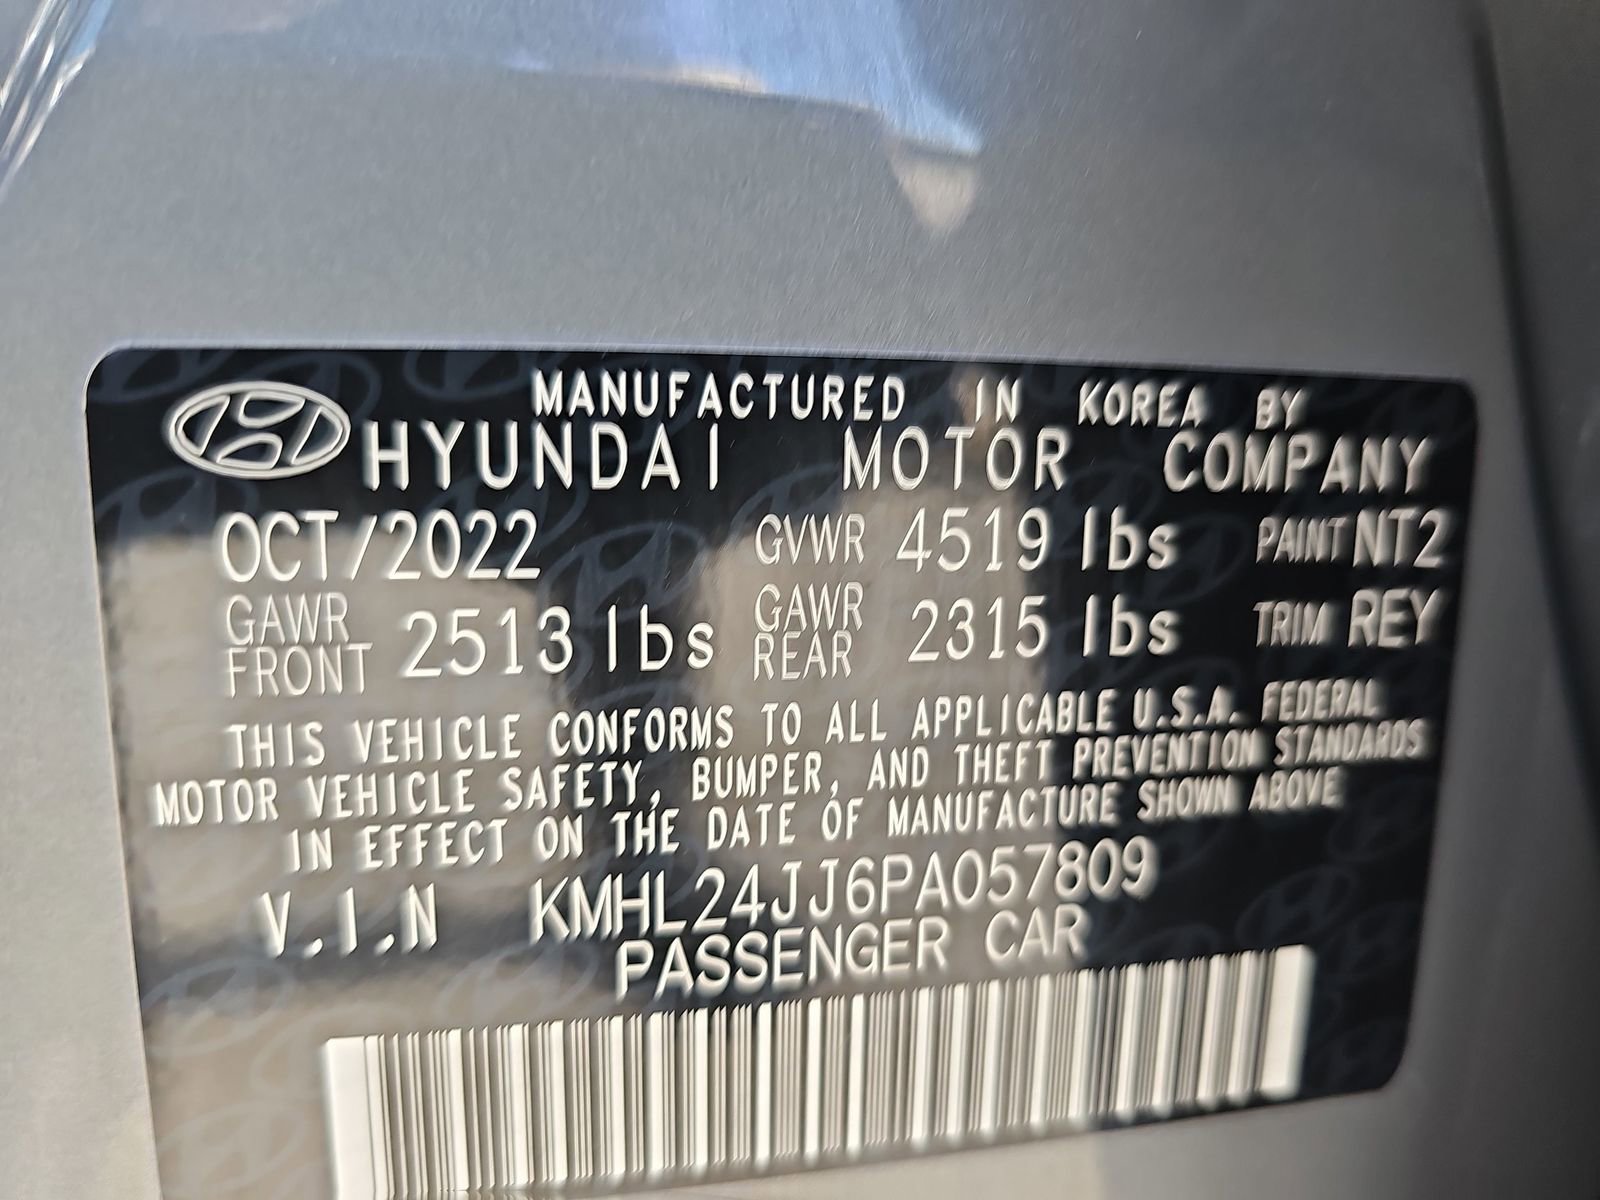 MANUFACTURED IN KOREA BY
HYUNDAI MOTOR COMPANY
OCT/2022 GVWR 4519 lbs PAINT NT2
GAWR FRONT 2513 lbs GAWR REAR 2315 lbs TRIM REY
THIS VEHICLE CONFORMS TO ALL APPLICABLE U.S.A. FEDERAL
MOTOR VEHICLE SAFETY, BUMPER, AND THEFT PREVENTION STANDARDS
IN EFFECT ON THE DATE OF MANUFACTURE SHOWN ABOVE
V.I.N KMHL24JJ6PA057809
PASSENGER CAR